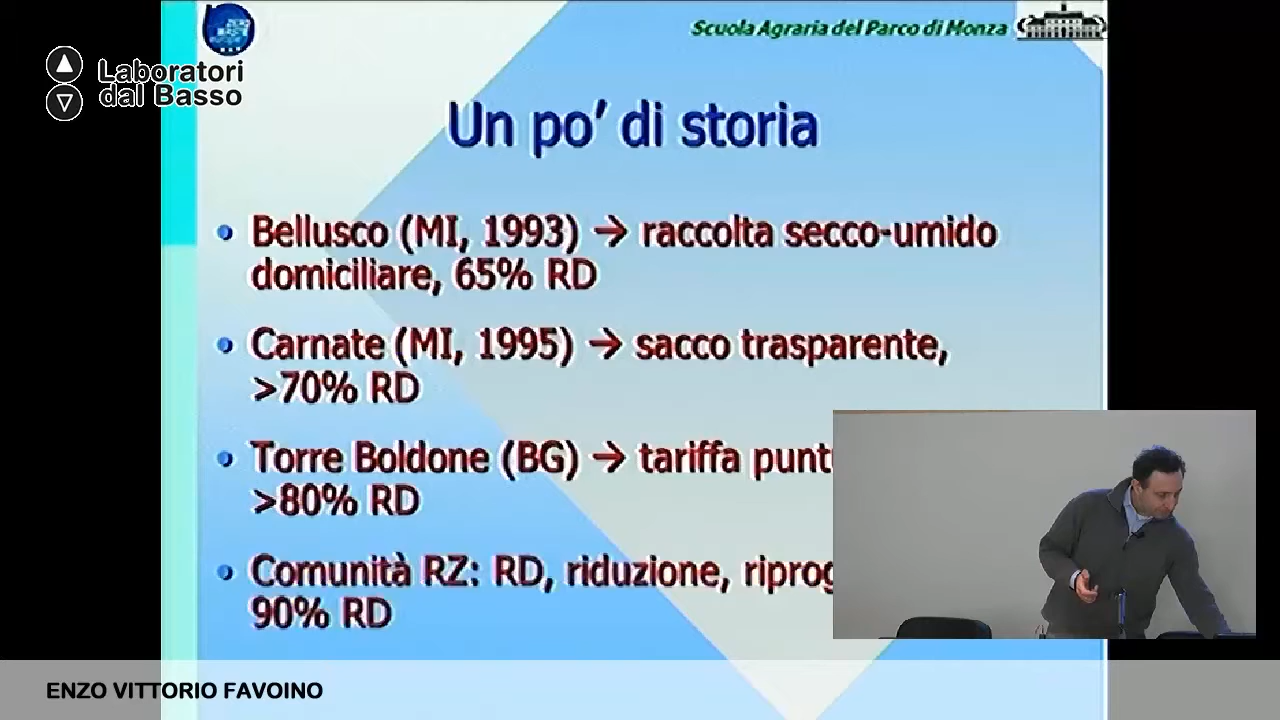 Scuola Agraria del Parco di Monza
Laboratori
dal Basso
Un po' di storia
• Bellusco (MI, 1993) → raccolta secco-umido
domiciliare, 65% RD
• Carnate (MI, 1995) → sacco trasparente,
>70% RD
• Torre Boldone (BG) → tariffa
>80% RD
• Comunità RZ: RD, riduzione,
90% RD
ENZO VITTORIO FAVOINO